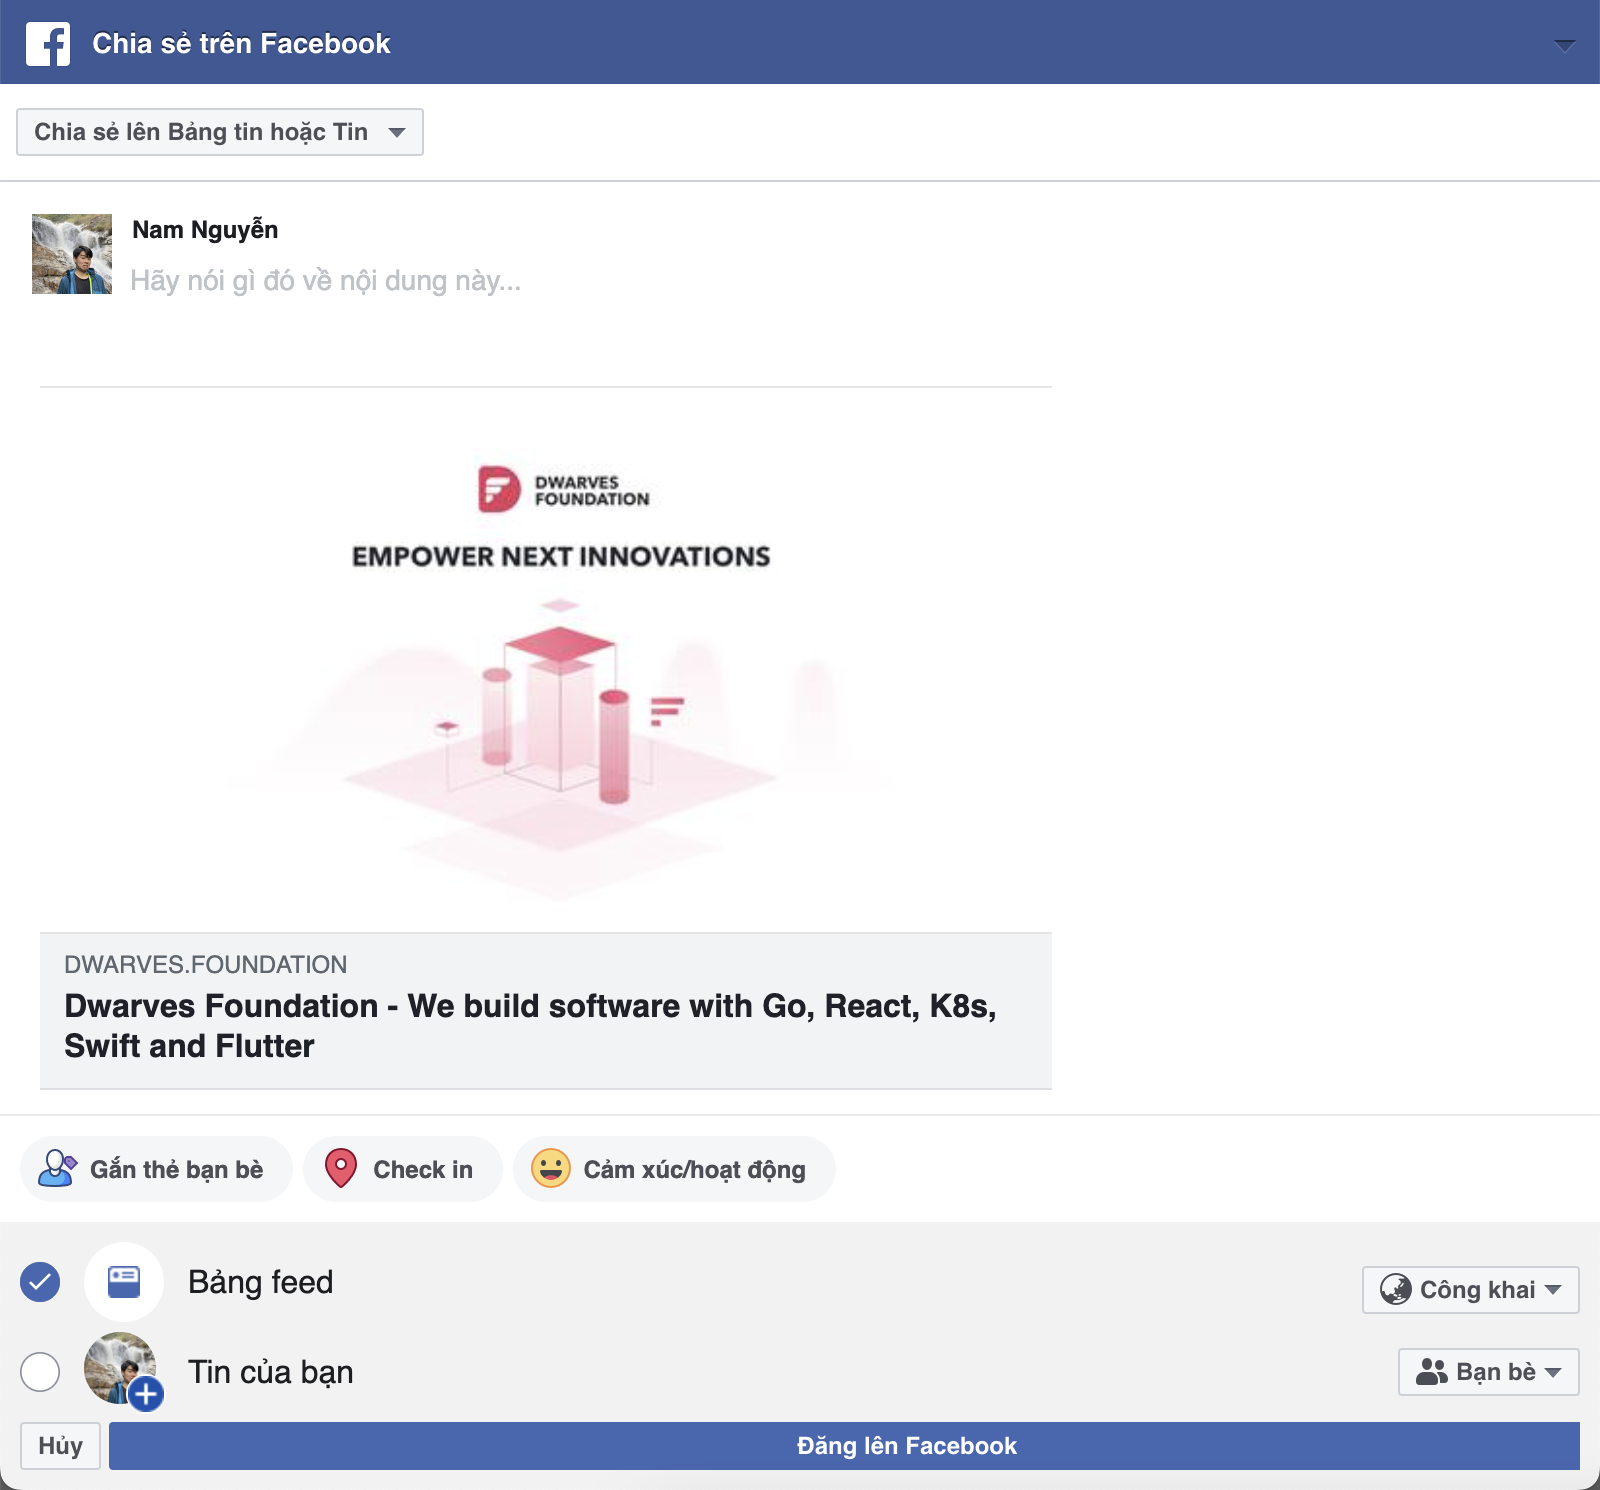 Chia sẻ trên Facebook
Chia sẻ lên Bảng tin hoặc Tin
Nam Nguyễn
Hãy nói gì đó về nội dung này...
DWARVES
FOUNDATION
EMPOWER NEXT INNOVATIONS
DWARVES.FOUNDATION
Dwarves Foundation - We build software with Go, React, K8s,
Swift and Flutter
Gắn thẻ bạn bè
Check in
Cảm xúc/hoạt động
Bảng feed
Công khai
Tin của bạn
Bạn bè
Hủy
Đăng lên Facebook